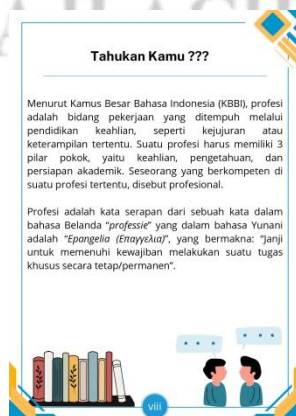 Tahukan Kamu ???
Menurut Kamus Besar Bahasa Indonesia (KBBI), profesi
adalah bidang pekerjaan yang ditempuh melalui
pendidikan keahlian, seperti kejujuran atau
keterampilan tertentu. Suatu profesi harus memiliki 3
pilar pokok, yaitu keahlian, pengetahuan, dan
persiapan akademik. Seseorang yang berkompeten di
suatu profesi tertentu, disebut profesional.
Profesi adalah kata serapan dari sebuah kata dalam
bahasa Belanda "professie" yang dalam bahasa Yunani
adalah "Epangelia (Επαγγελια)", yang bermakna: "Janji
untuk memenuhi kewajiban melakukan suatu tugas
khusus secara tetap/permanen".
viii